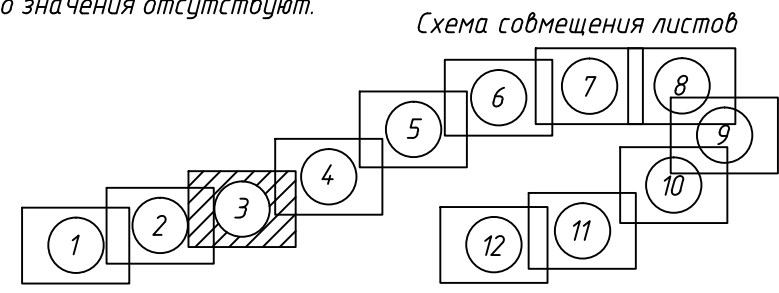 о значения отсутствуют.
Схема совмещения листов
1 2 3 4 5 6 7 8 9 10 11 12